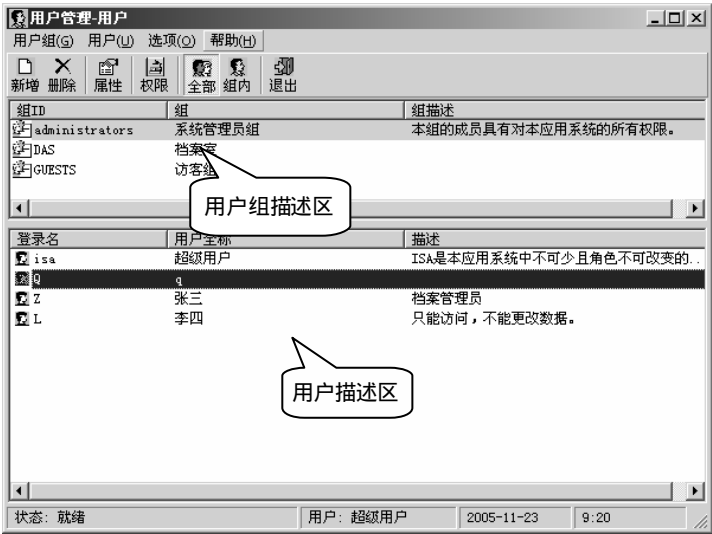 用户管理-用户
用户组(G) 用户(U) 选项(O) 帮助(H)
新增 删除 属性 权限 全部 组内 退出
组ID 组 组描述
administrators 系统管理员组 本组的成员具有对本应用系统的所有权限。
DAS 档案室
GUESTS 访客组
用户组描述区
登录名 用户全称 描述
isa 超级用户 ISA是本应用系统中不可少且角色不可改变的..
Q q
Z 张三 档案管理员
L 李四 只能访问，不能更改数据。
用户描述区
状态: 就绪 用户: 超级用户 2005-11-23 9:20